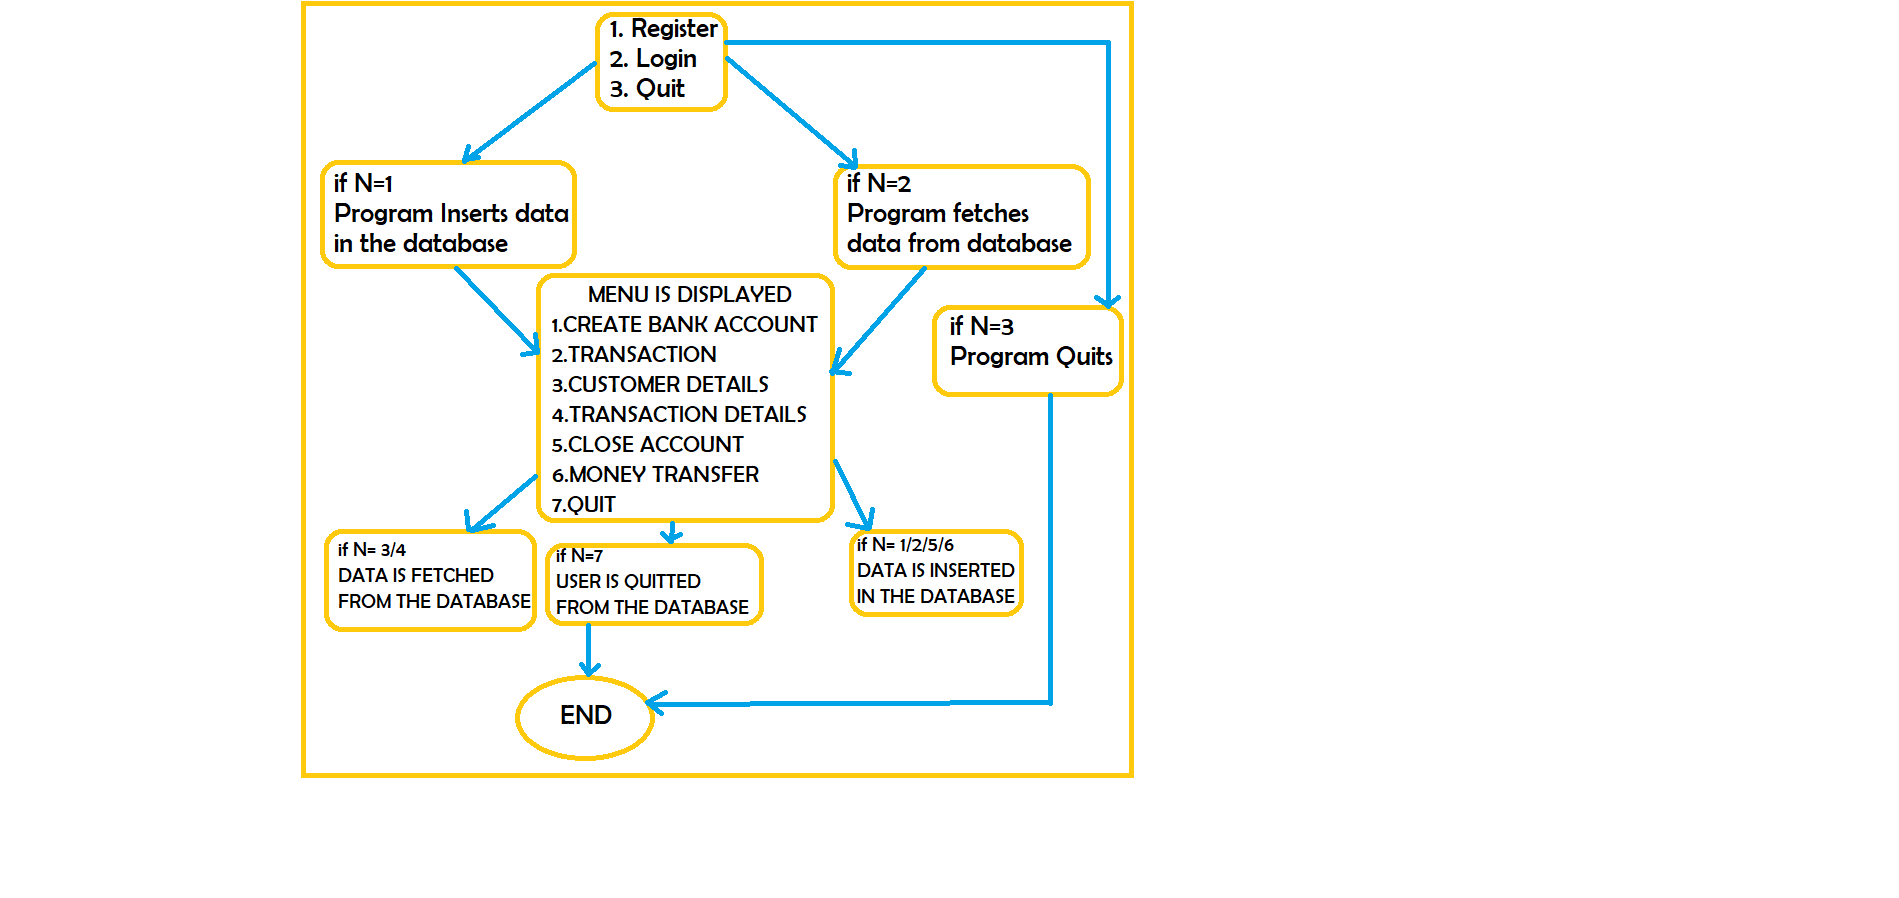 1. Register
2. Login
3. Quit
if N=1
Program Inserts data
in the database
if N=2
Program fetches
data from database
MENU IS DISPLAYED
1.CREATE BANK ACCOUNT
2.TRANSACTION
3.CUSTOMER DETAILS
4.TRANSACTION DETAILS
5.CLOSE ACCOUNT
6.MONEY TRANSFER
7.QUIT
if N=3
Program Quits
if N= 3/4
DATA IS FETCHED
FROM THE DATABASE
if N=7
USER IS QUITTED
FROM THE DATABASE
if N= 1/2/5/6
DATA IS INSERTED
IN THE DATABASE
END